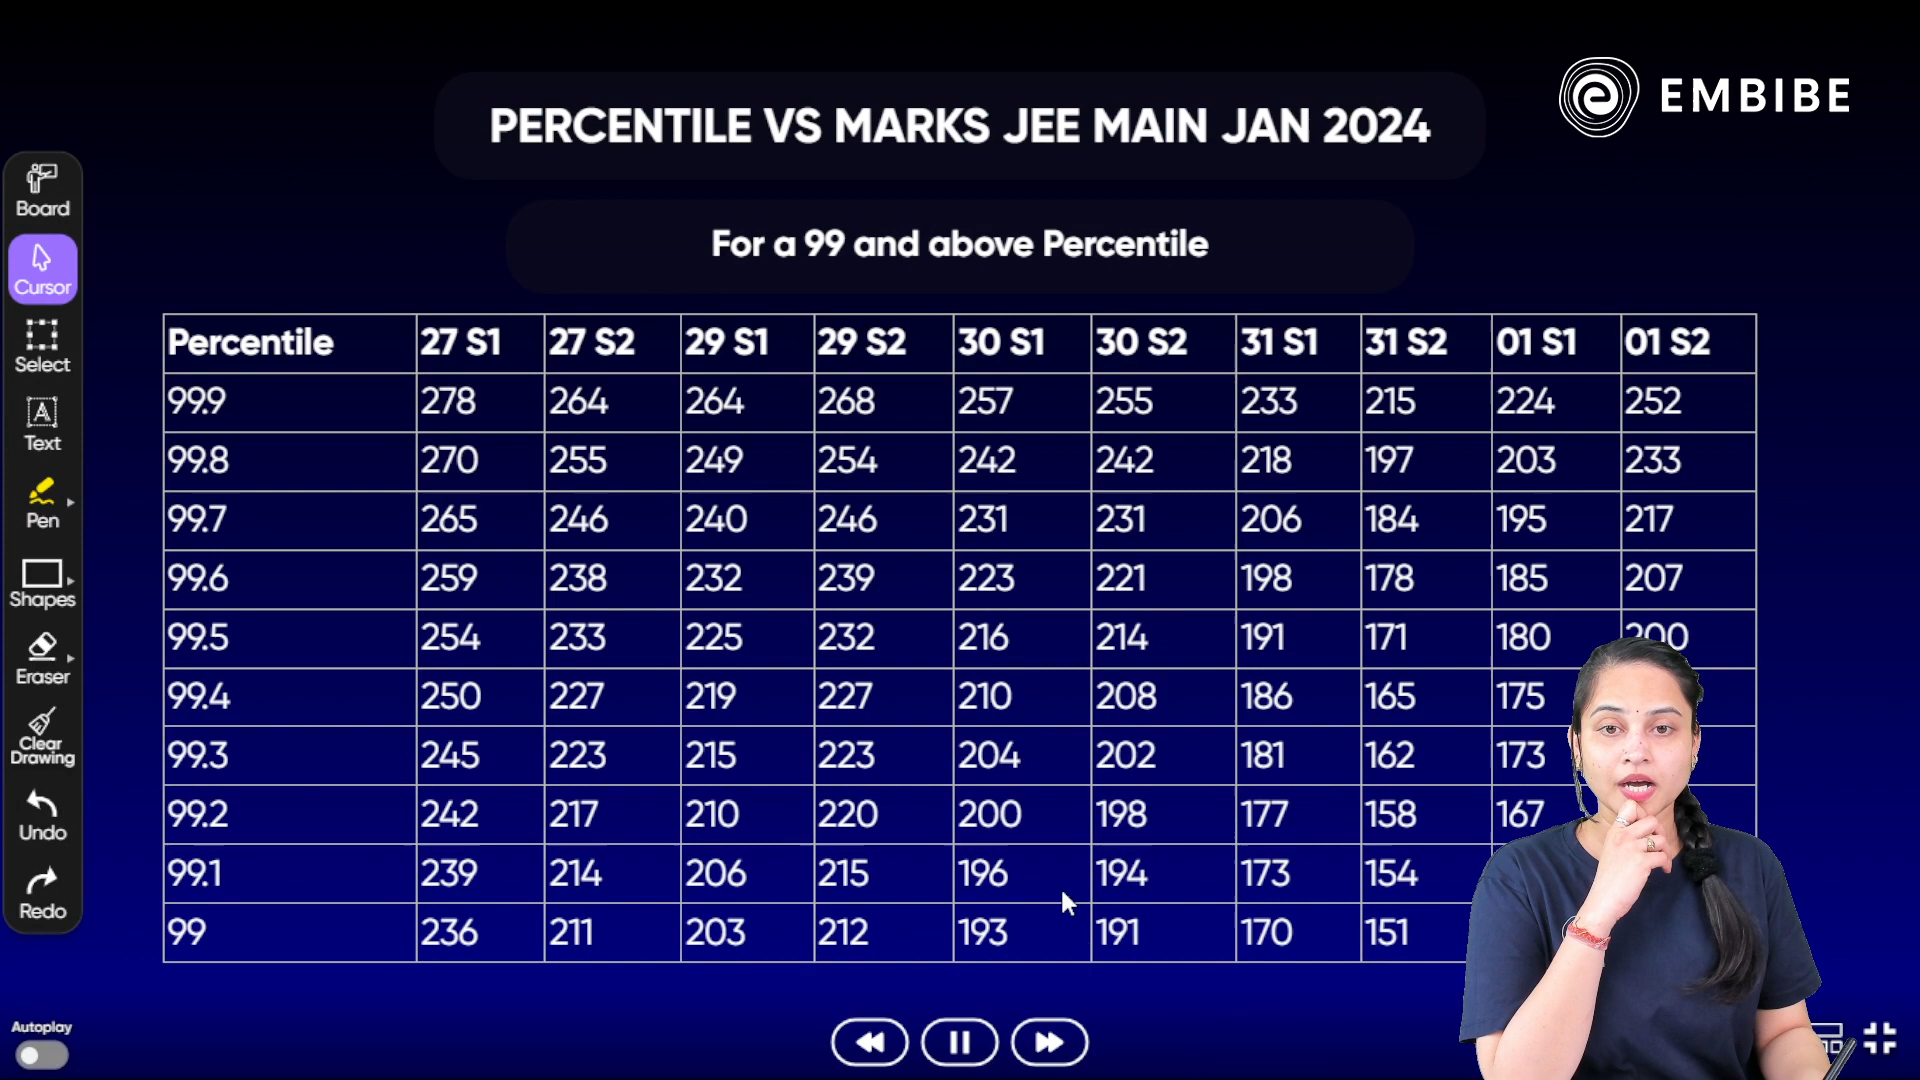 EMBIBE
PERCENTILE VS MARKS JEE MAIN JAN 2024
For a 99 and above Percentile
Board
Cursor
Select
Text
Pen
Shapes
Eraser
Clear
Drawing
Undo
Redo
Autoplay
Percentile 27 S1 27 S2 29 S1 29 S2 30 S1 30 S2 31 S1 31 S2 01 S1 01 S2
99.9 278 264 264 268 257 255 233 215 224 252
99.8 270 255 249 254 242 242 218 197 203 233
99.7 265 246 240 246 231 231 206 184 195 217
99.6 259 238 232 239 223 221 198 178 185 207
99.5 254 233 225 232 216 214 191 171 180 200
99.4 250 227 219 227 210 208 186 165 175
99.3 245 223 215 223 204 202 181 162 173
99.2 242 217 210 220 200 198 177 158 167
99.1 239 214 206 215 196 194 173 154
99 236 211 203 212 193 191 170 151